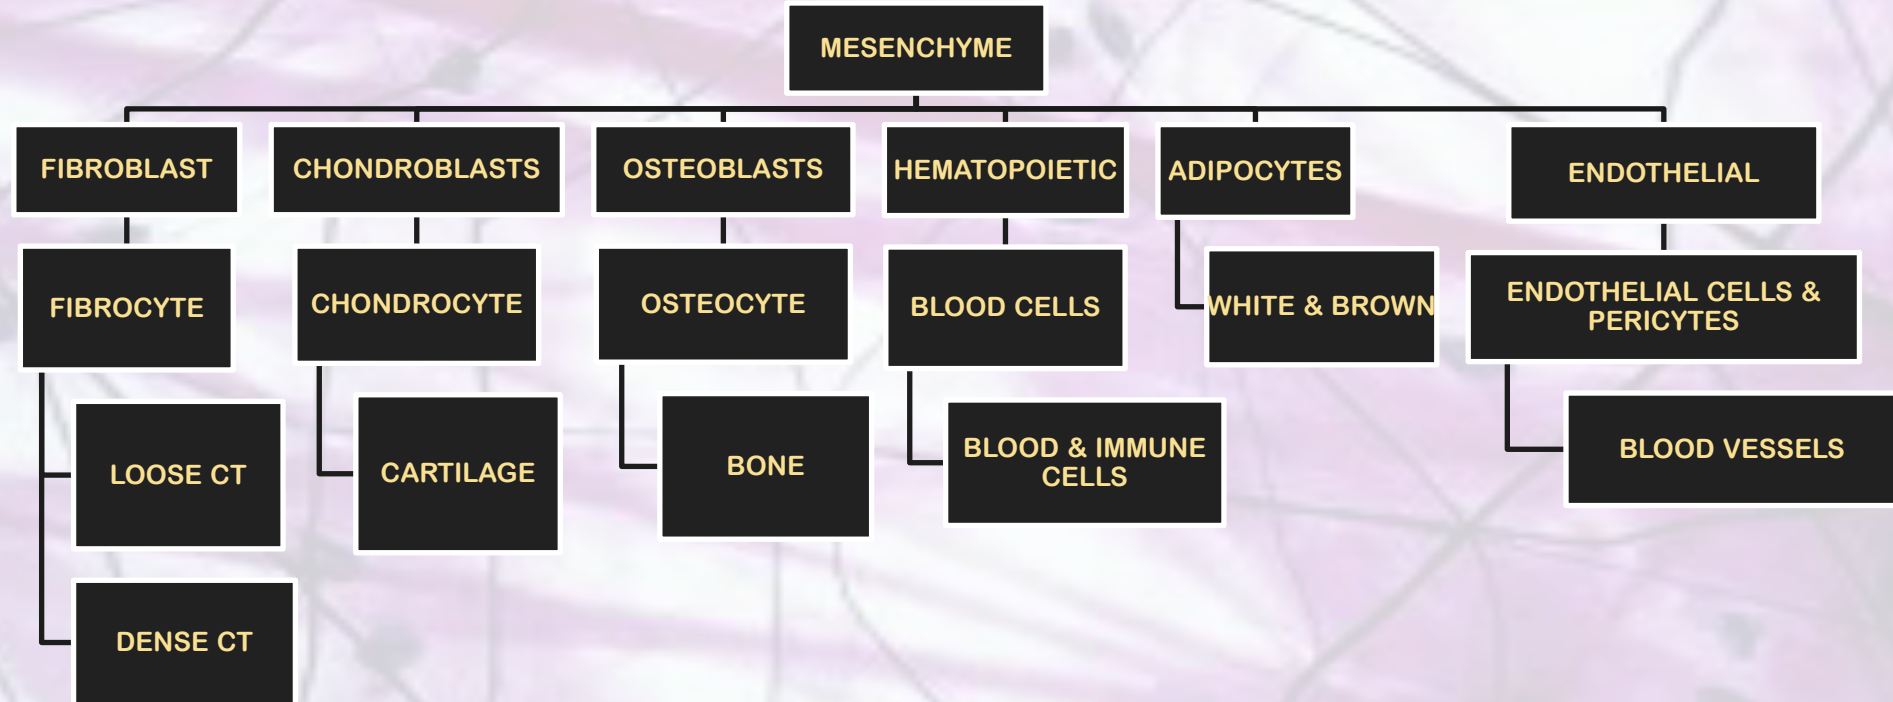 MESENCHYME
FIBROBLAST
CHONDROBLASTS
OSTEOBLASTS
HEMATOPOIETIC
ADIPOCYTES
ENDOTHELIAL
FIBROCYTE
CHONDROCYTE
OSTEOCYTE
BLOOD CELLS
WHITE & BROWN
ENDOTHELIAL CELLS &
PERICYTES
LOOSE CT
CARTILAGE
BONE
BLOOD & IMMUNE
CELLS
BLOOD VESSELS
DENSE CT